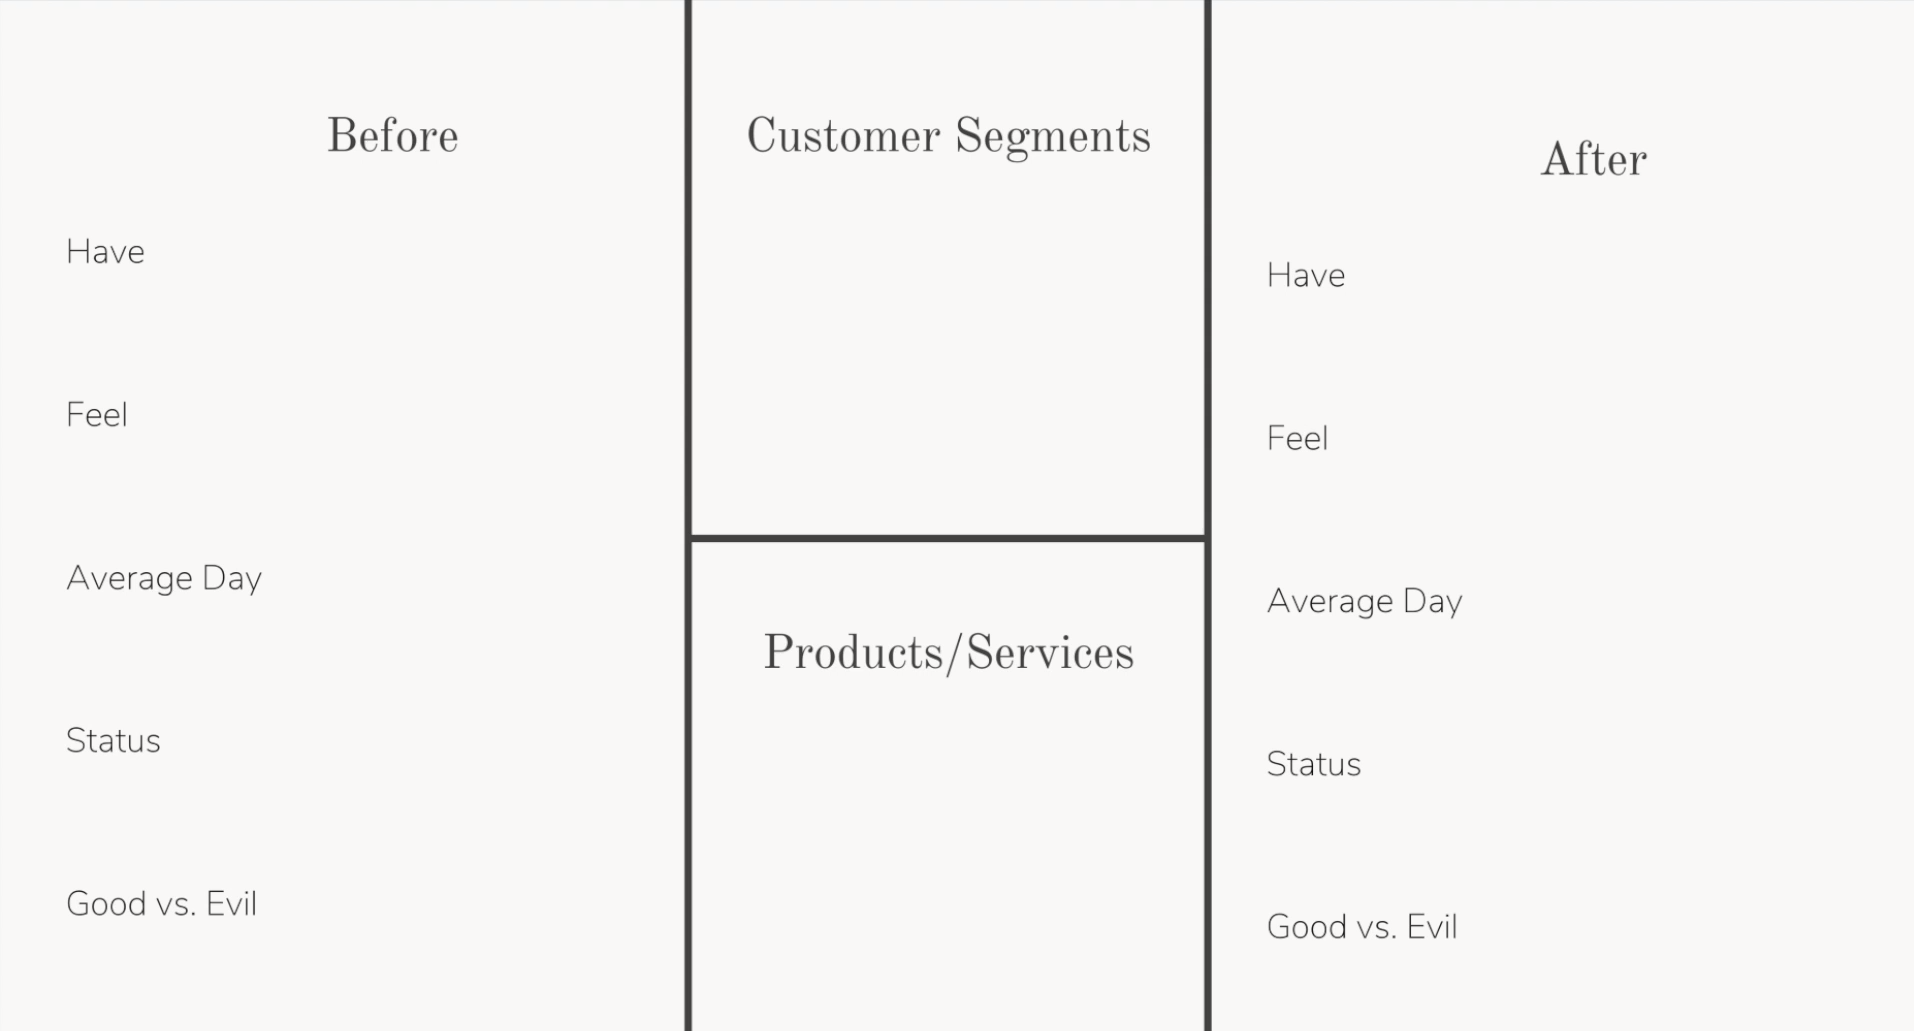 Before
Have
Feel
Average Day
Status
Good vs. Evil
Customer Segments
Products/Services
After
Have
Feel
Average Day
Status
Good vs. Evil